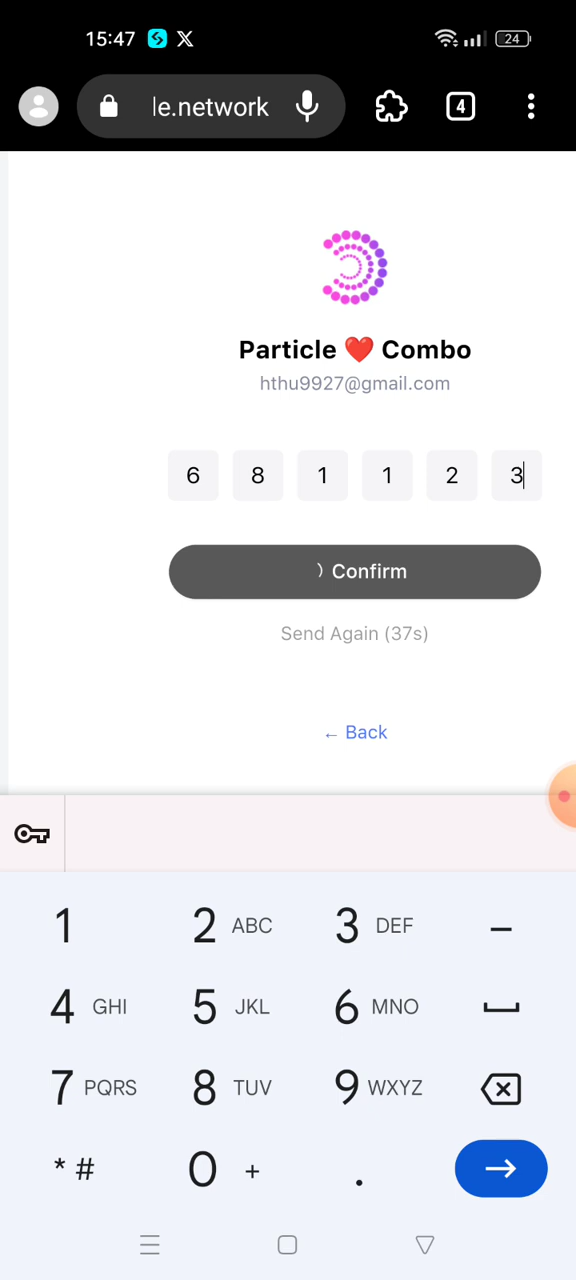 15:47 24
le.network 4
Particle ❤️ Combo
hthu9927@gmail.com
6 8 1 1 2 3
Confirm
Send Again (37s)
← Back
1 2 ABC 3 DEF –
4 GHI 5 JKL 6 MNO
7 PQRS 8 TUV 9 WXYZ
* # 0 + .